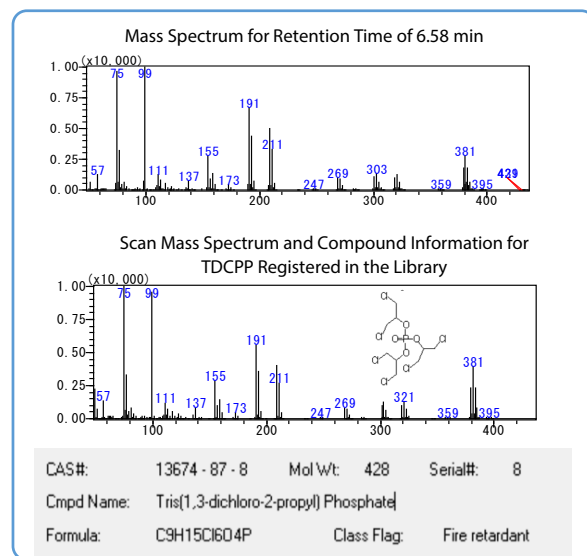 Mass Spectrum for Retention Time of 6.58 min
(x10,000)
1.00
0.75
0.50
0.25
0.00
57
75
99
111
137
155
173
191
211
247
269
303
359
381
395
100
200
300
400
Scan Mass Spectrum and Compound Information for
TDCPP Registered in the Library
(x10,000)
1.00
0.75
0.50
0.25
0.00
57
75
99
111
137
155
173
191
211
247
269
321
359
381
395
Cl
Cl
Cl
O
O
P
O
O
Cl
Cl
Cl
100
200
300
400
CAS#: 13674 - 87 - 8 Mol Wt: 428 Serial#: 8
Cmpd Name: Tris(1,3-dichloro-2-propyl) Phosphate
Formula: C9H15Cl6O4P Class Flag: Fire retardant